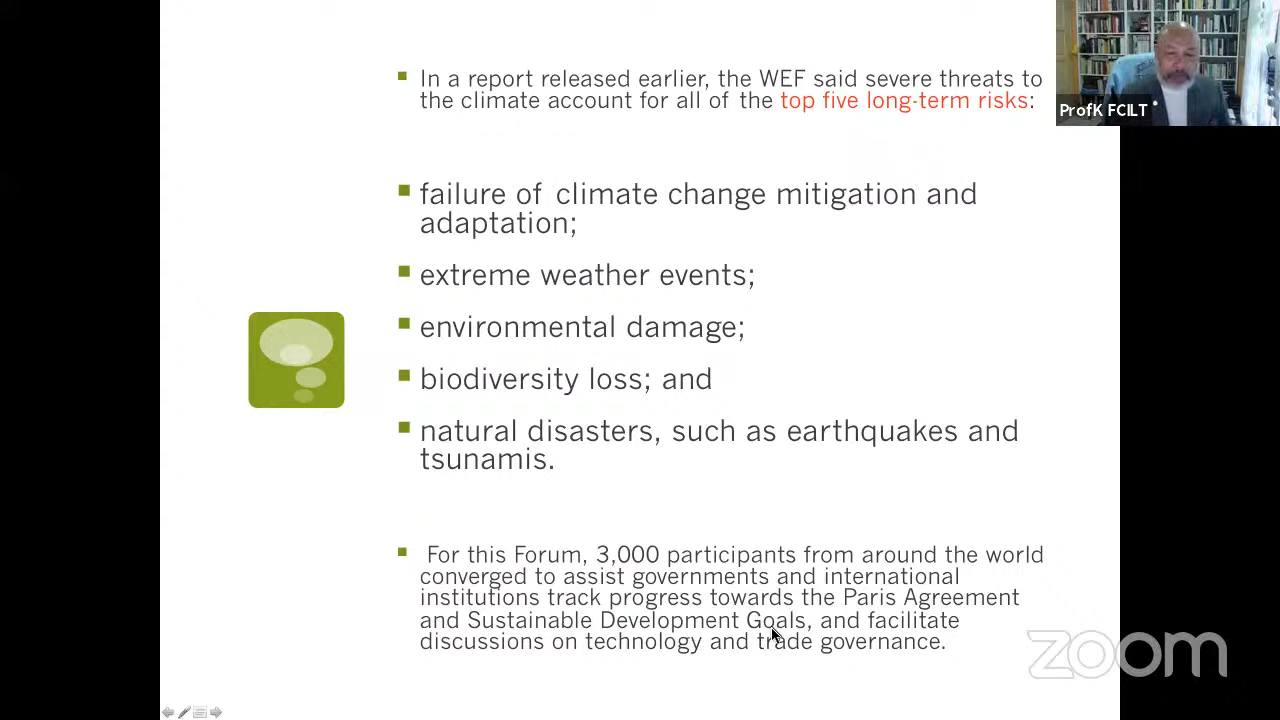 In a report released earlier, the WEF said severe threats to
the climate account for all of the top five long-term risks:
ProfK FCILT
failure of climate change mitigation and
adaptation;
extreme weather events;
environmental damage;
biodiversity loss; and
natural disasters, such as earthquakes and
tsunamis.
For this Forum, 3,000 participants from around the world
converged to assist governments and international
institutions track progress towards the Paris Agreement
and Sustainable Development Goals, and facilitate
discussions on technology and trade governance.
zoom